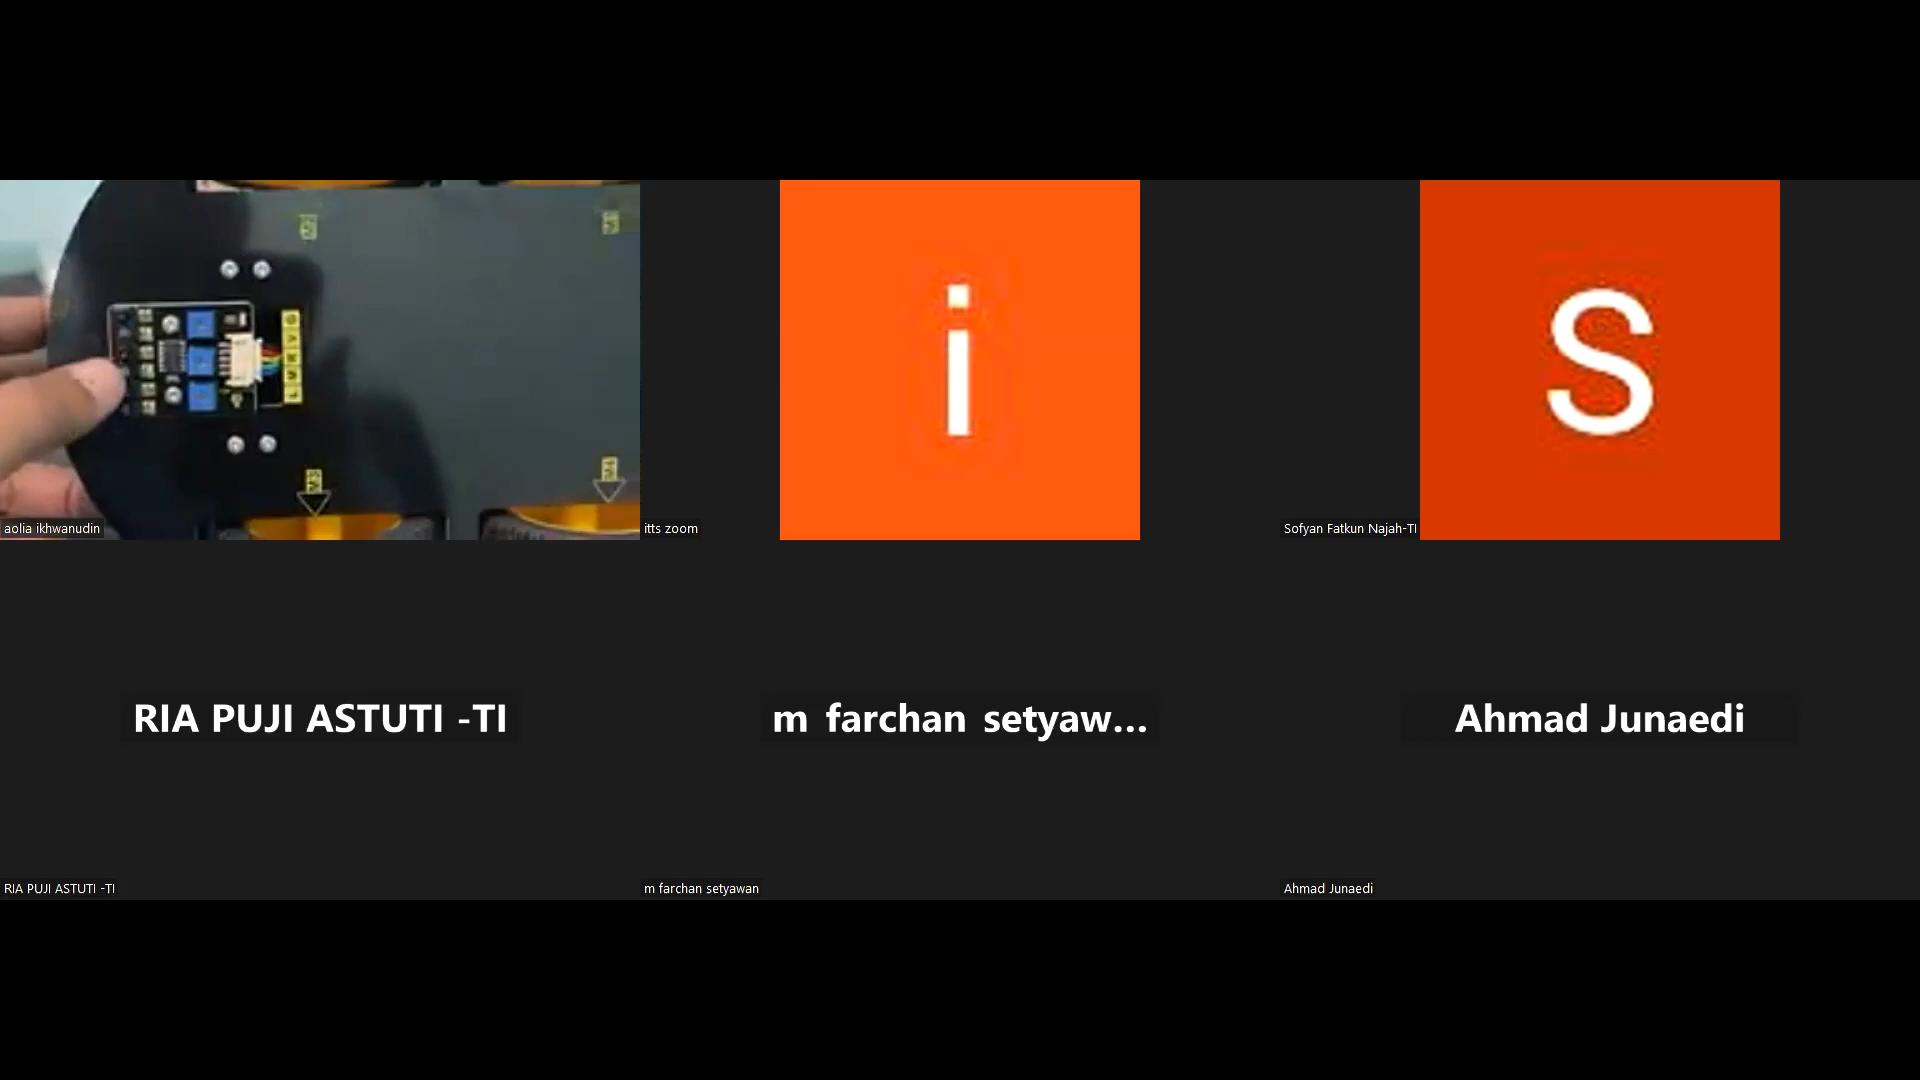 aolia ikhwanudin
i
itts zoom
S
Sofyan Fatkun Najah-TI
RIA PUJI ASTUTI -TI
m farchan setyaw...
Ahmad Junaedi
RIA PUJI ASTUTI -TI
m farchan setyawan
Ahmad Junaedi